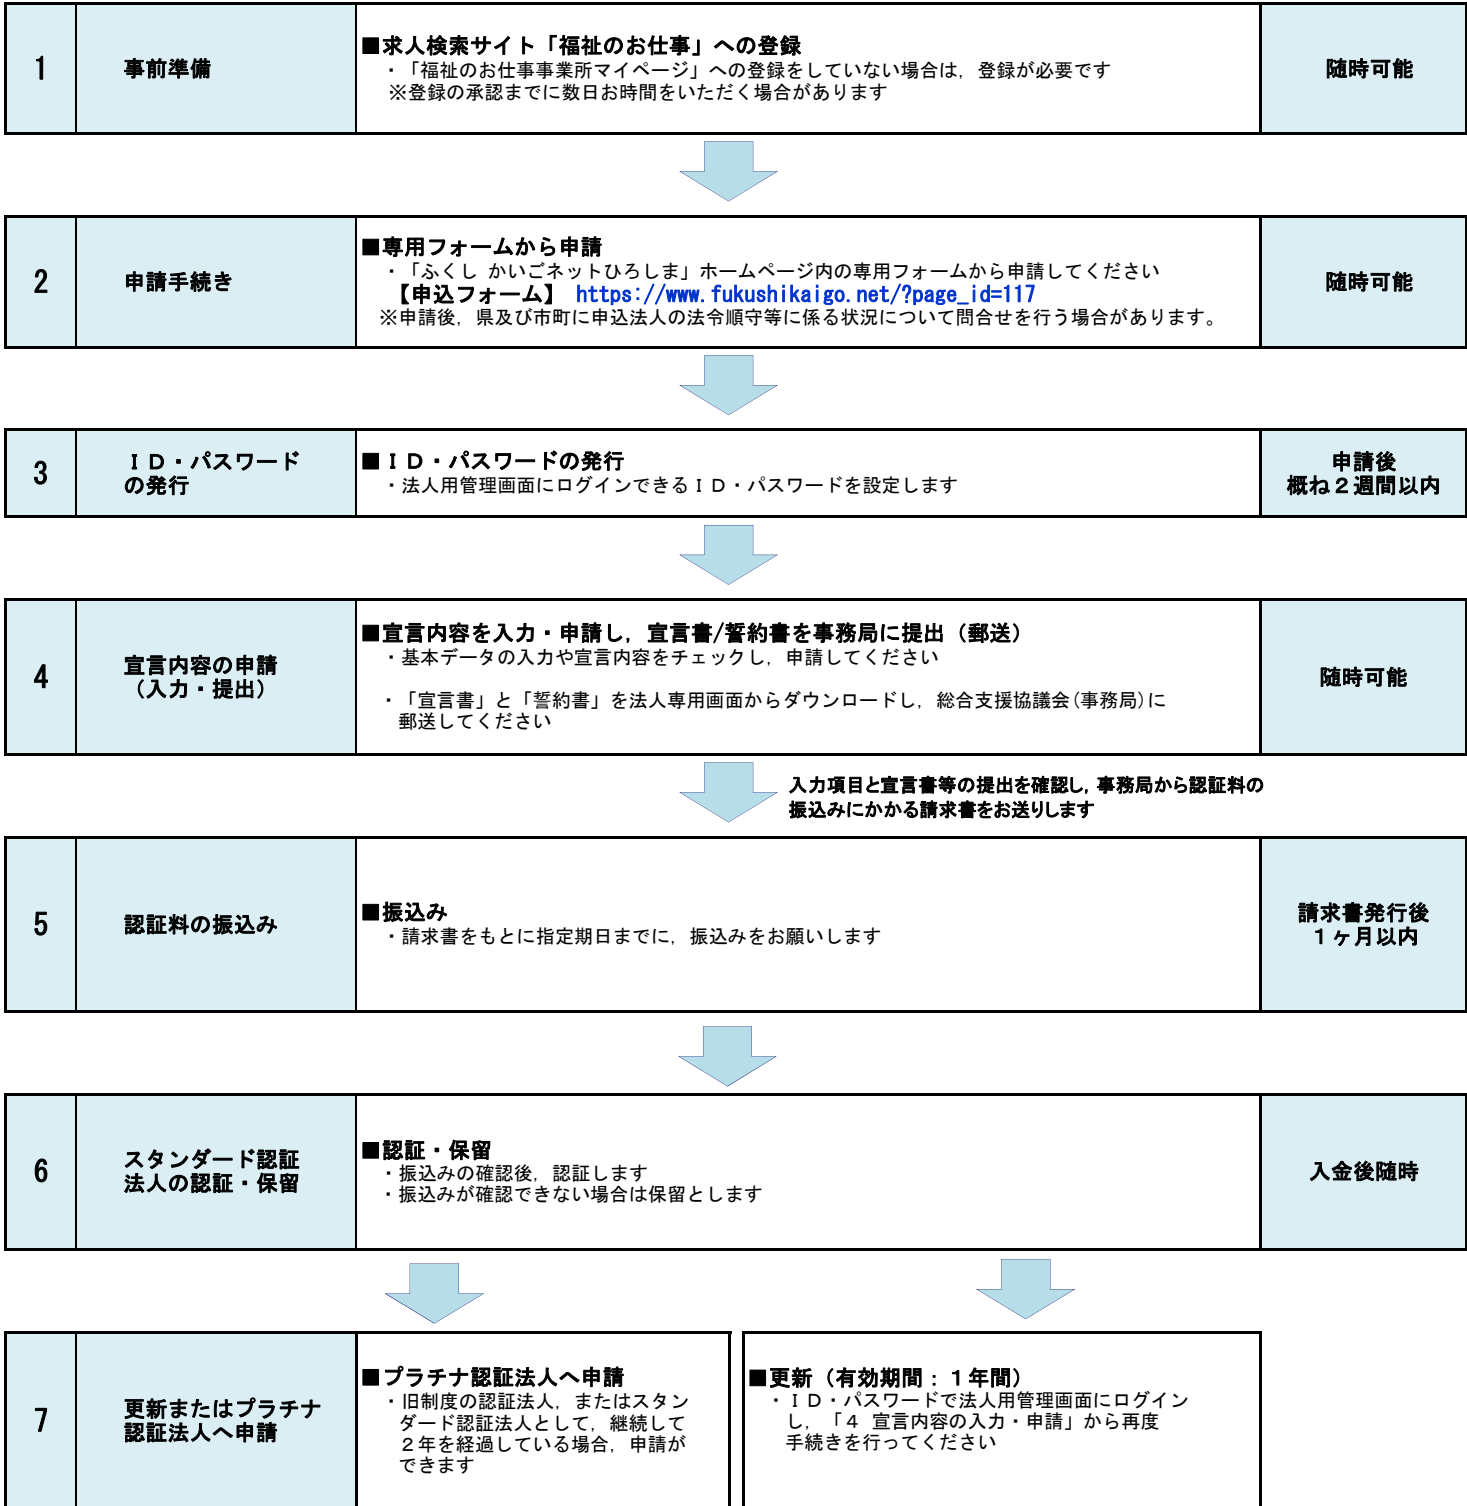 1
事前準備
■求人検索サイト「福祉のお仕事」への登録
・「福祉のお仕事事業所マイページ」への登録をしていない場合は，登録が必要です
※登録の承認までに数日お時間をいただく場合があります
随時可能
2
申請手続き
■専用フォームから申請
・「ふくし かいごネットひろしま」ホームページ内の専用フォームから申請してください
【申込フォーム】 https://www.fukushikaigo.net/?page_id=117
※申請後，県及び市町に申込法人の法令順守等に係る状況について問合せを行う場合があります。
随時可能
3
ＩＤ・パスワード
の発行
■ＩＤ・パスワードの発行
・法人用管理画面にログインできるＩＤ・パスワードを設定します
申請後
概ね２週間以内
4
宣言内容の申請
（入力・提出）
■宣言内容を入力・申請し，宣言書/誓約書を事務局に提出（郵送）
・基本データの入力や宣言内容をチェックし，申請してください
・「宣言書」と「誓約書」を法人専用画面からダウンロードし，総合支援協議会(事務局)に
郵送してください
随時可能
入力項目と宣言書等の提出を確認し，事務局から認証料の
振込みにかかる請求書をお送りします
5
認証料の振込み
■振込み
・請求書をもとに指定期日までに，振込みをお願いします
請求書発行後
１ヶ月以内
6
スタンダード認証
法人の認証・保留
■認証・保留
・振込みの確認後，認証します
・振込みが確認できない場合は保留とします
入金後随時
7
更新またはプラチナ
認証法人へ申請
■プラチナ認証法人へ申請
・旧制度の認証法人，またはスタン
ダード認証法人として，継続して
２年を経過している場合，申請が
できます
■更新（有効期間：１年間）
・ＩＤ・パスワードで法人用管理画面にログイン
し，「４ 宣言内容の入力・申請」から再度
手続きを行ってください